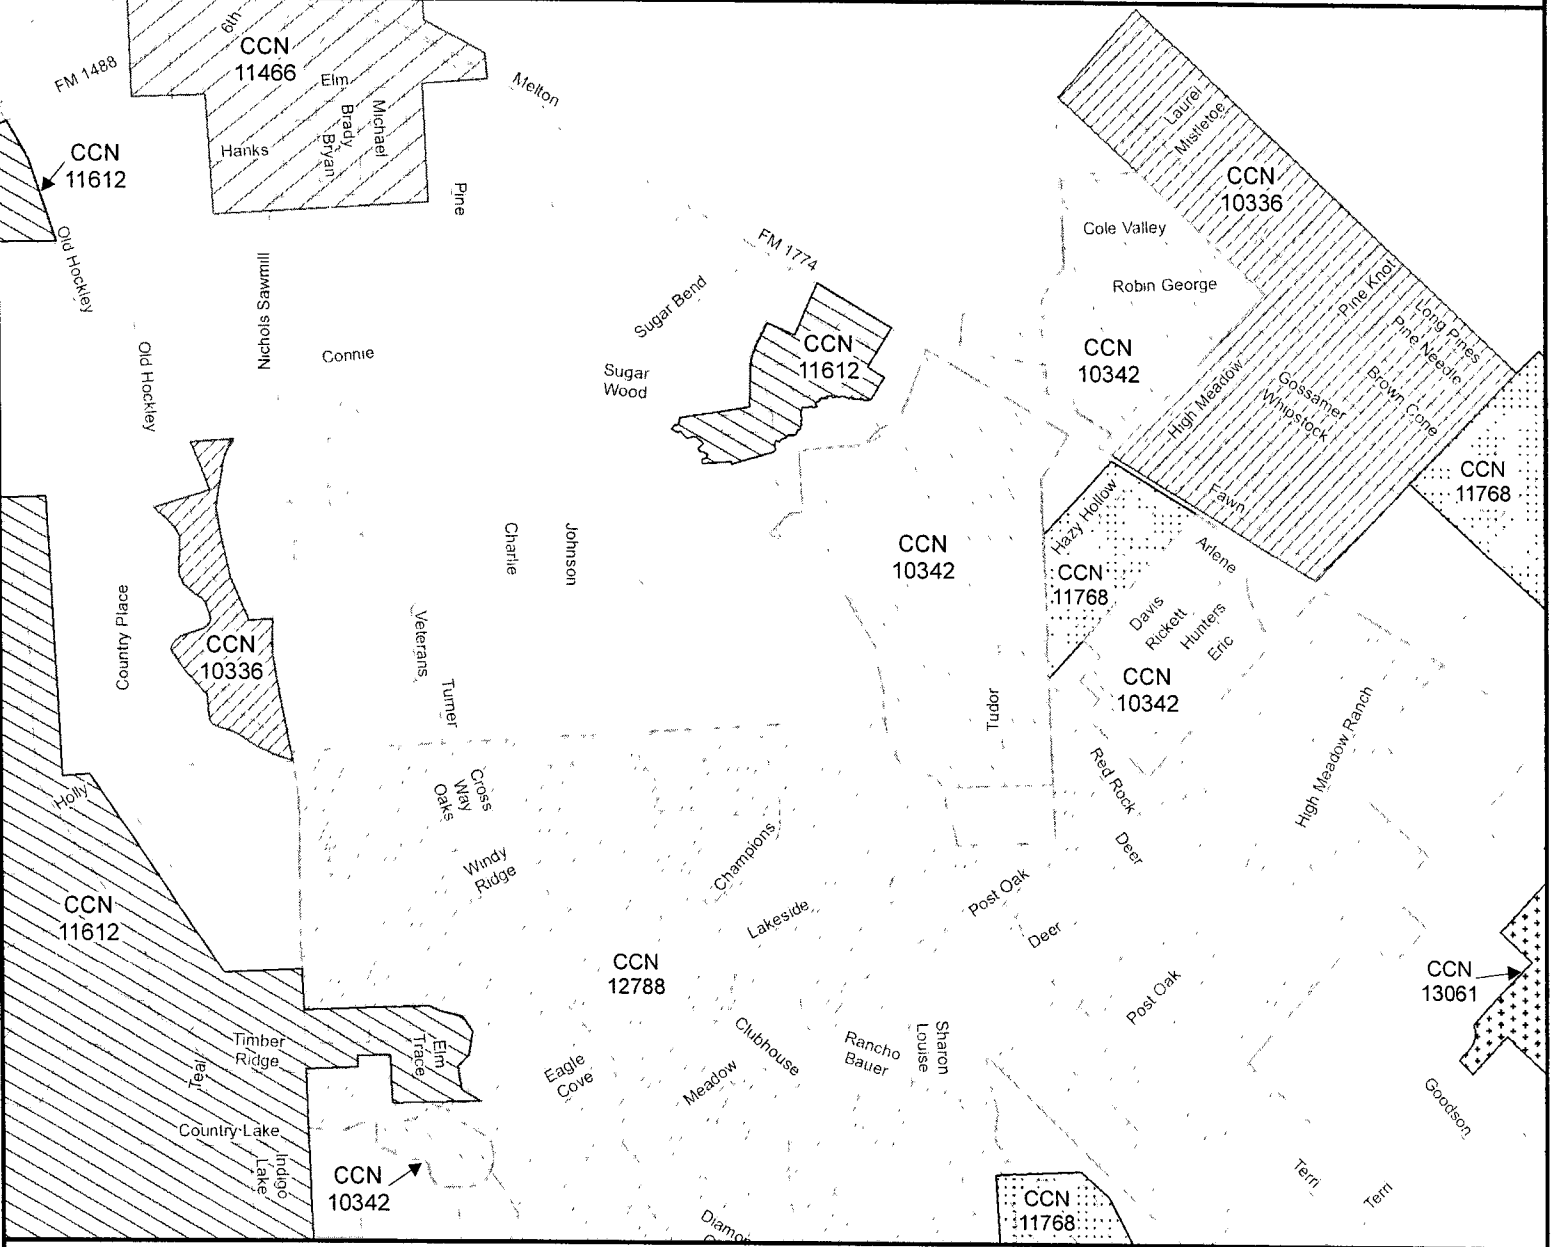 6th
CCN
11466
FM 1488
Elm
Brady
Michael
Bryan
Hanks
Melton
Pine
CCN
11612
Old Hockley
Nichols Sawmill
Old Hockley
Connie
Sugar Bend
Sugar
Wood
FM 1774
CCN
11612
Laurel
Mistletoe
CCN
10336
Cole Valley
Robin George
CCN
10342
Pine Knot
Long Pines
Pine Needle
Brown Cone
Gossamer
Whipstock
High Meadow
Fawn
CCN
11768
Hazy Hollow
CCN
11768
Arlene
Davis
Rickett
Hunters
Eric
CCN
10342
CCN
10342
Charlie
Johnson
Country Place
CCN
10336
Veterans
Turner
Tudor
Red Rock
High Meadow Ranch
Holly
Cross
Way
Oaks
Windy
Ridge
Champions
Deer
Post Oak
Lakeside
Deer
CCN
11612
CCN
12788
Post Oak
CCN
13061
Timber
Ridge
Teal
Elm
Trace
Eagle
Cove
Meadow
Clubhouse
Rancho
Bauer
Sharon
Louise
Goodson
Country Lake
Indigo
Lake
CCN
10342
CCN
11768
Terri
Terri